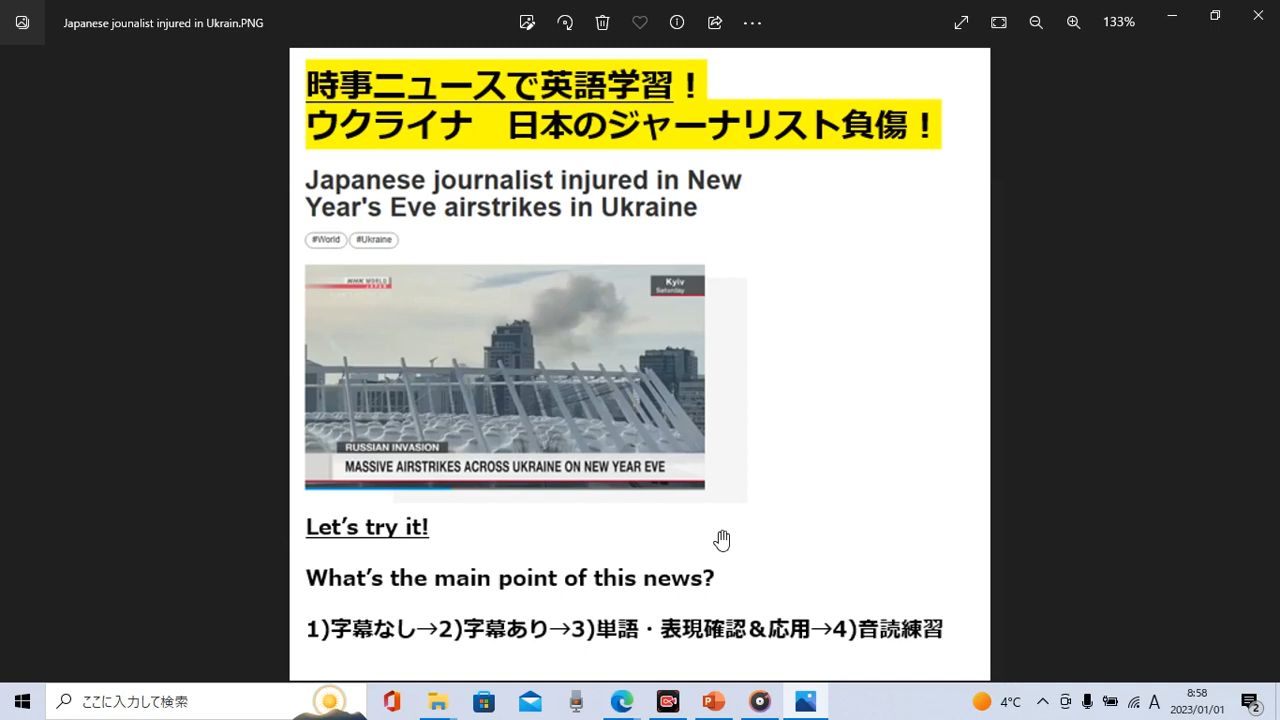 Japanese jounalist injured in Ukrain.PNG
133%
時事ニュースで英語学習！
ウクライナ　日本のジャーナリスト負傷！
Japanese journalist injured in New
Year's Eve airstrikes in Ukraine
#World #Ukraine
NHK WORLD
JAPAN
Kyiv
Saturday
RUSSIAN INVASION
MASSIVE AIRSTRIKES ACROSS UKRAINE ON NEW YEAR EVE
Let's try it!
What's the main point of this news?
1)字幕なし→2)字幕あり→3)単語・表現確認＆応用→4)音読練習
ここに入力して検索
4°C
A
8:58
2023/01/01
2